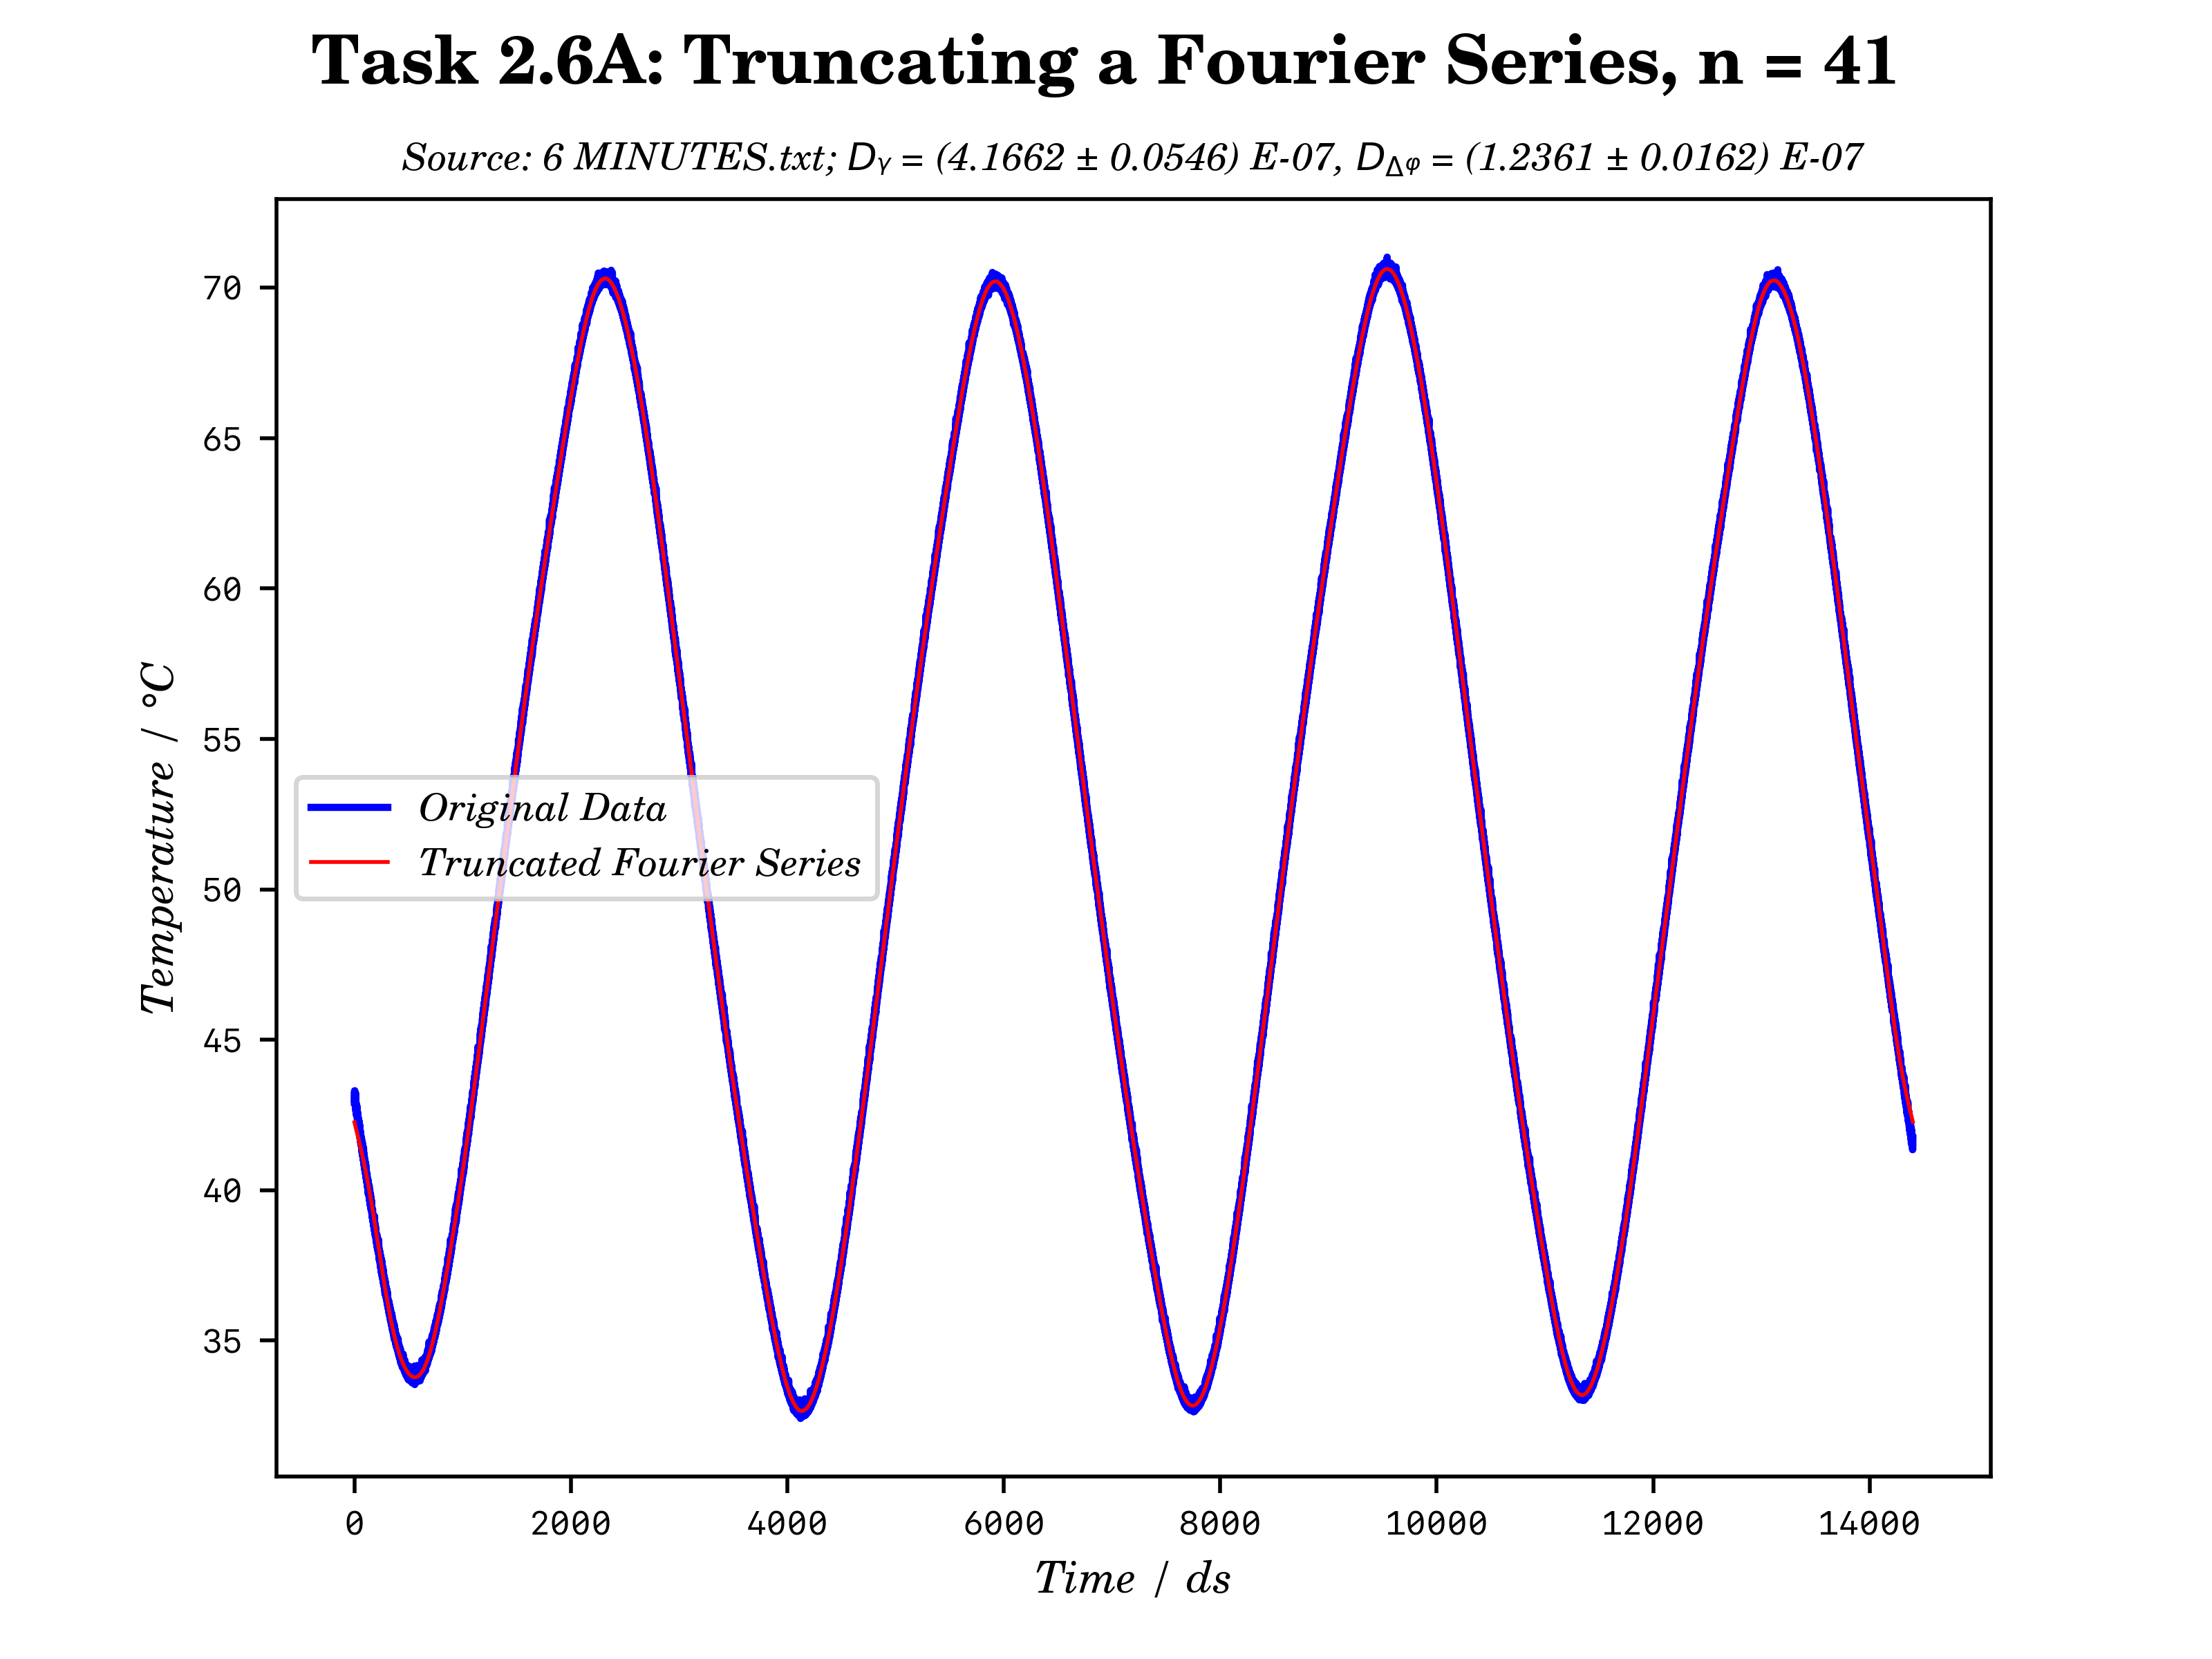 Task 2.6A: Truncating a Fourier Series, n = 41
Source: 6 MINUTES.txt; Dγ = (4.1662 ± 0.0546) E-07, DΔφ = (1.2361 ± 0.0162) E-07
Temperature / °C
70
65
60
55
50
45
40
35
Original Data
Truncated Fourier Series
0 2000 4000 6000 8000 10000 12000 14000
Time / ds